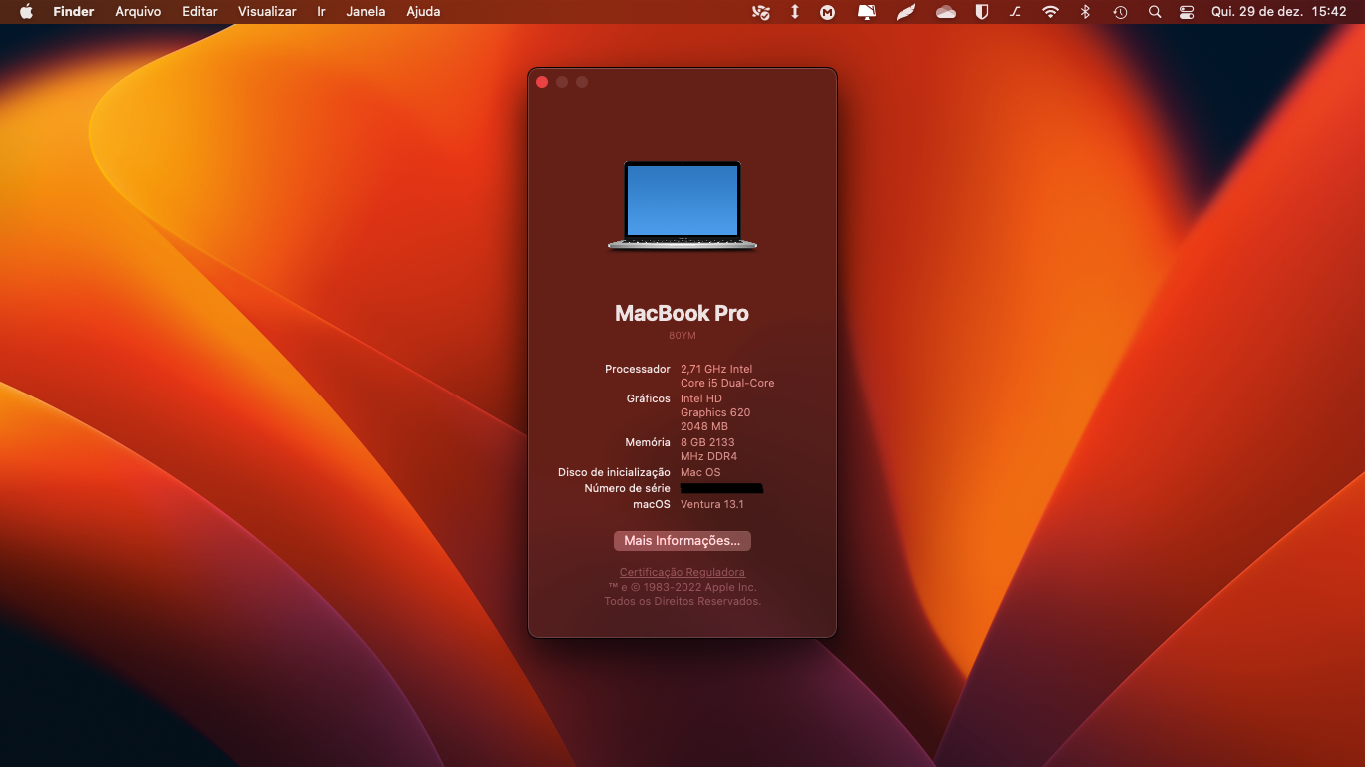 Finder Arquivo Editar Visualizar Ir Janela Ajuda Qui. 29 de dez. 15:42
MacBook Pro
80YM
Processador 2,71 GHz Intel
Core i5 Dual-Core
Gráficos Intel HD
Graphics 620
2048 MB
Memória 8 GB 2133
MHz DDR4
Disco de inicialização Mac OS
Número de série
macOS Ventura 13.1
Mais Informações...
Certificação Reguladora
™ e © 1983-2022 Apple Inc.
Todos os Direitos Reservados.